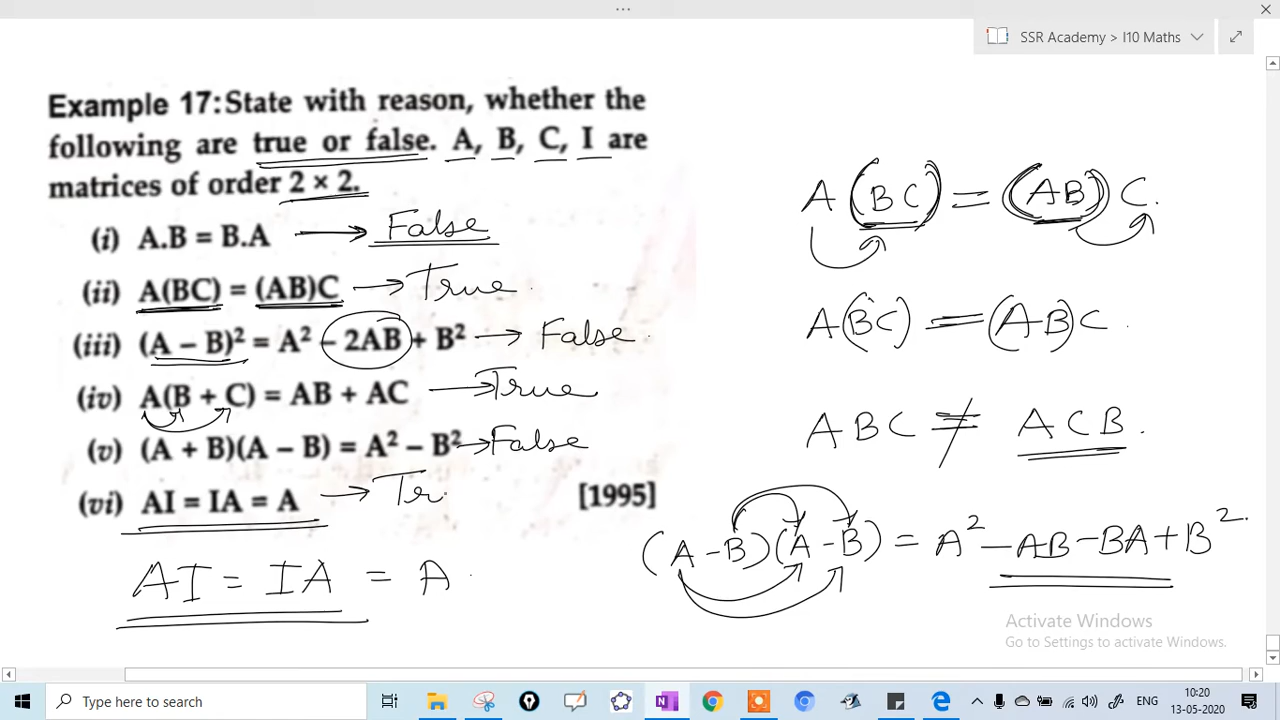 SSR Academy > I10 Maths
Example 17: State with reason, whether the
following are true or false. A, B, C, I are
matrices of order 2 × 2.
(i) A.B = B.A → False
(ii) A(BC) = (AB)C → True
(iii) (A – B)² = A² – 2AB + B² → False
(iv) A(B + C) = AB + AC → True
(v) (A + B)(A – B) = A² – B² → False
(vi) AI = IA = A → Tr [1995]
AI = IA = A
A(BC) = (AB)C.
A(BC) = (AB)C.
ABC ≠ ACB.
(A – B)(A – B) = A² – AB – BA + B².
Activate Windows
Go to Settings to activate Windows.
Type here to search
ENG
10:20
13-05-2020